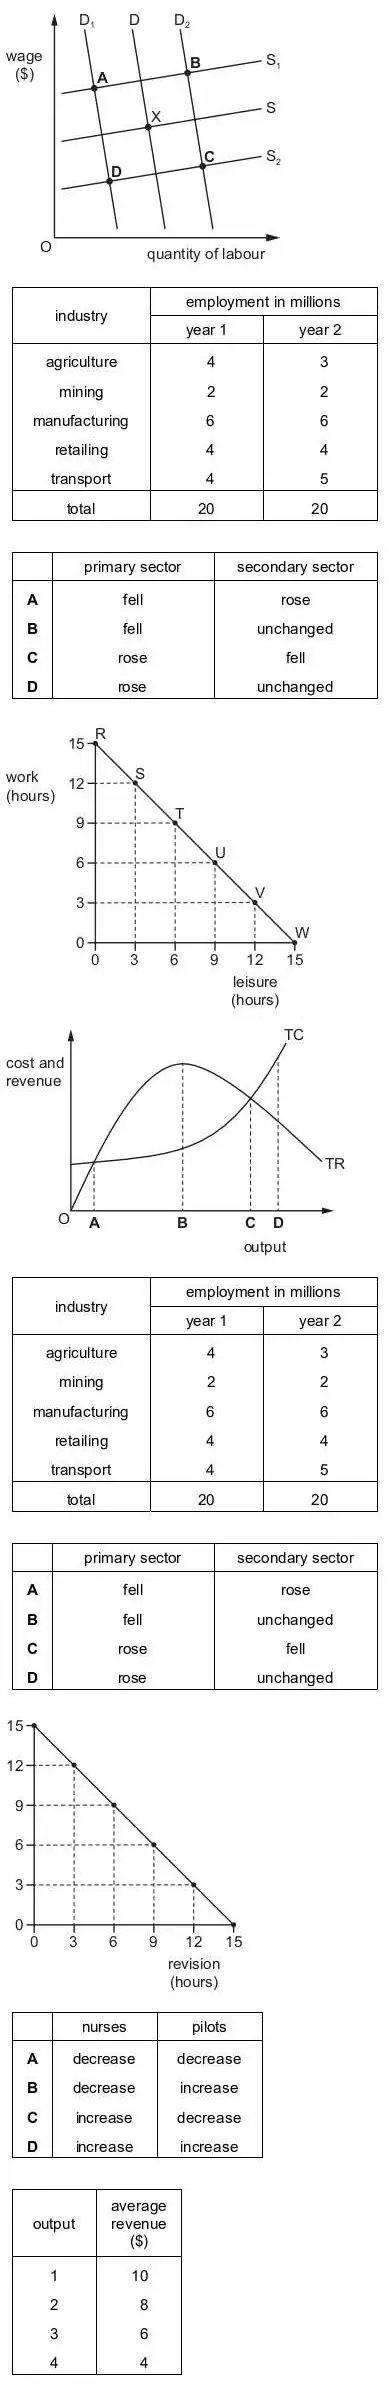 D₁ D D₂
wage
($)
A B S₁
X S
D C S₂
O
quantity of labour
industry employment in millions
year 1 year 2
agriculture 4 3
mining 2 2
manufacturing 6 6
retailing 4 4
transport 4 5
total 20 20
primary sector secondary sector
A fell rose
B fell unchanged
C rose fell
D rose unchanged
15 R
work
(hours)
12 S
9 T
6 U
3 V
0 W
0 3 6 9 12 15
leisure
(hours)
TC
cost and
revenue
TR
O A B C D
output
industry employment in millions
year 1 year 2
agriculture 4 3
mining 2 2
manufacturing 6 6
retailing 4 4
transport 4 5
total 20 20
primary sector secondary sector
A fell rose
B fell unchanged
C rose fell
D rose unchanged
15
12
9
6
3
0
0 3 6 9 12 15
revision
(hours)
nurses pilots
A decrease decrease
B decrease increase
C increase decrease
D increase increase
output average
revenue
($)
1 10
2 8
3 6
4 4